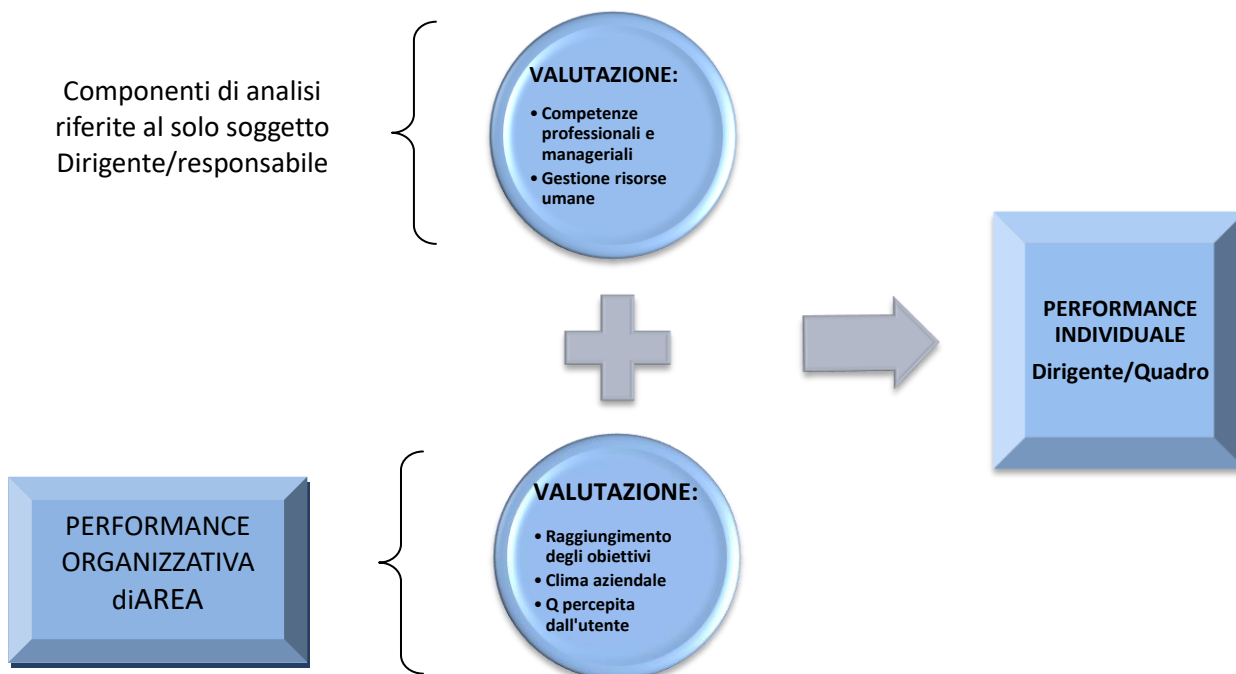 Componenti di analisi
riferite al solo soggetto
Dirigente/responsabile
VALUTAZIONE:
• Competenze
professionali e
manageriali
• Gestione risorse
umane
PERFORMANCE
INDIVIDUALE
Dirigente/Quadro
PERFORMANCE
ORGANIZZATIVA
diAREA
VALUTAZIONE:
• Raggiungimento
degli obiettivi
• Clima aziendale
• Q percepita
dall'utente